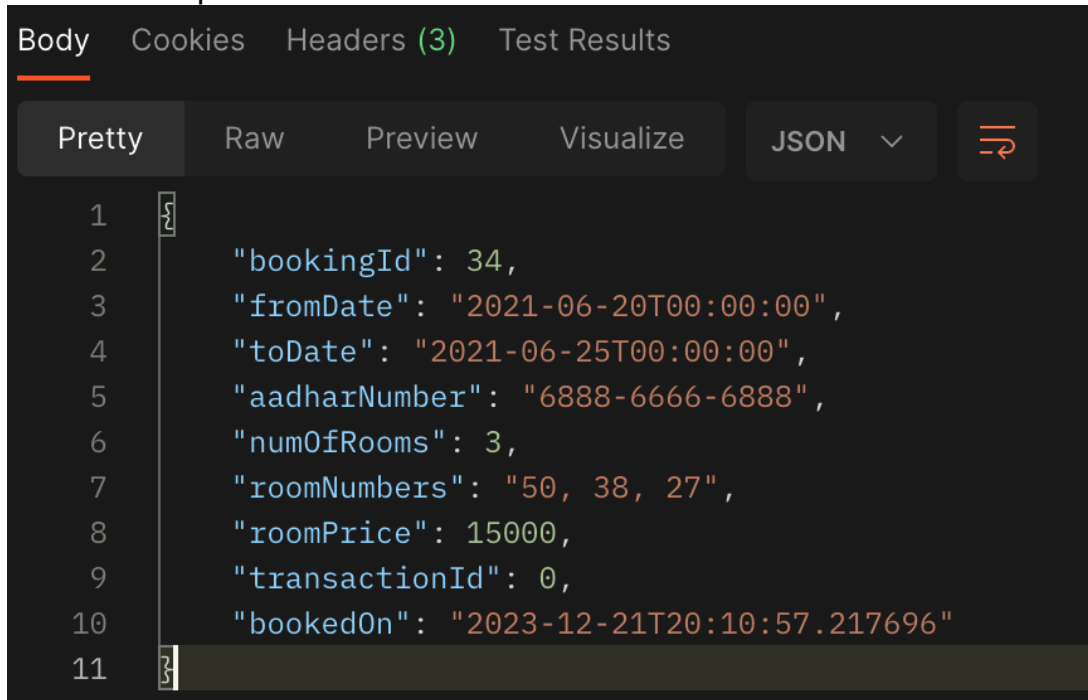 Body Cookies Headers (3) Test Results
Pretty Raw Preview Visualize JSON
1 {
2 "bookingId": 34,
3 "fromDate": "2021-06-20T00:00:00",
4 "toDate": "2021-06-25T00:00:00",
5 "aadharNumber": "6888-6666-6888",
6 "numOfRooms": 3,
7 "roomNumbers": "50, 38, 27",
8 "roomPrice": 15000,
9 "transactionId": 0,
10 "bookedOn": "2023-12-21T20:10:57.217696"
11 }